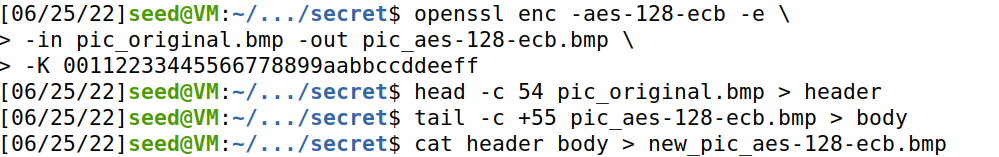 [06/25/22]seed@VM:~/.../secret$ openssl enc -aes-128-ecb -e \
> -in pic_original.bmp -out pic_aes-128-ecb.bmp \
> -K 00112233445566778899aabbccddeeff
[06/25/22]seed@VM:~/.../secret$ head -c 54 pic_original.bmp > header
[06/25/22]seed@VM:~/.../secret$ tail -c +55 pic_aes-128-ecb.bmp > body
[06/25/22]seed@VM:~/.../secret$ cat header body > new_pic_aes-128-ecb.bmp